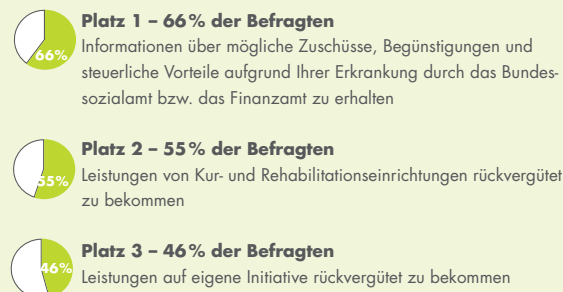 Platz 1 – 66% der Befragten
66%
Informationen über mögliche Zuschüsse, Begünstigungen und
steuerliche Vorteile aufgrund Ihrer Erkrankung durch das Bundes-
sozialamt bzw. das Finanzamt zu erhalten
Platz 2 – 55% der Befragten
55%
Leistungen von Kur- und Rehabilitationseinrichtungen rückvergütet
zu bekommen
Platz 3 – 46% der Befragten
46%
Leistungen auf eigene Initiative rückvergütet zu bekommen